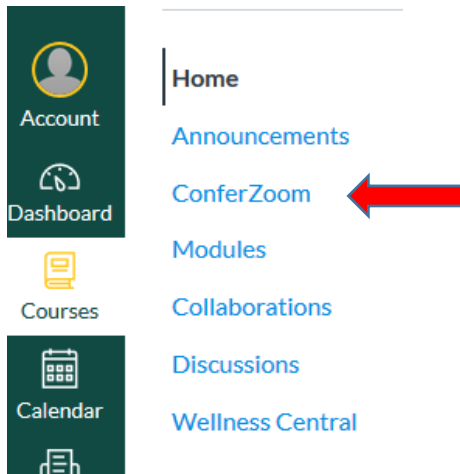 Account
Dashboard
Courses
Calendar
Home
Announcements
ConferZoom
Modules
Collaborations
Discussions
Wellness Central